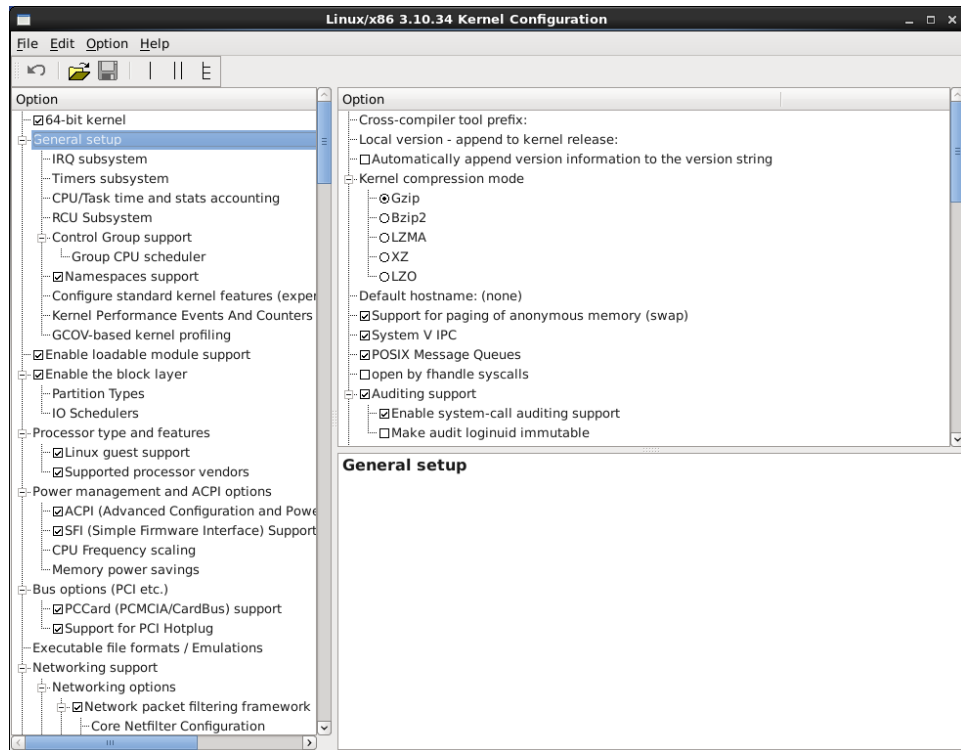 Linux/x86 3.10.34 Kernel Configuration
File Edit Option Help
Option
64-bit kernel
General setup
IRQ subsystem
Timers subsystem
CPU/Task time and stats accounting
RCU Subsystem
Control Group support
Group CPU scheduler
Namespaces support
Configure standard kernel features (exper
Kernel Performance Events And Counters
GCOV-based kernel profiling
Enable loadable module support
Enable the block layer
Partition Types
IO Schedulers
Processor type and features
Linux guest support
Supported processor vendors
Power management and ACPI options
ACPI (Advanced Configuration and Powe
SFI (Simple Firmware Interface) Support
CPU Frequency scaling
Memory power savings
Bus options (PCI etc.)
PCCard (PCMCIA/CardBus) support
Support for PCI Hotplug
Executable file formats / Emulations
Networking support
Networking options
Network packet filtering framework
Core Netfilter Configuration
Option
Cross-compiler tool prefix:
Local version - append to kernel release:
Automatically append version information to the version string
Kernel compression mode
Gzip
Bzip2
LZMA
XZ
LZO
Default hostname: (none)
Support for paging of anonymous memory (swap)
System V IPC
POSIX Message Queues
open by fhandle syscalls
Auditing support
Enable system-call auditing support
Make audit loginuid immutable
General setup